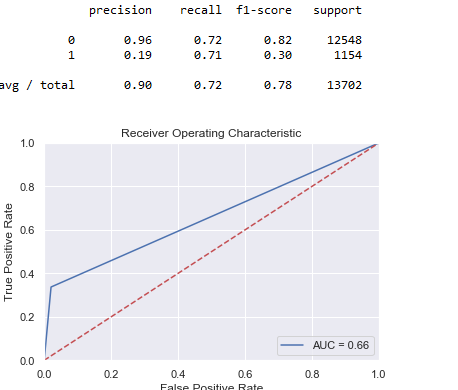 precision recall f1-score support
0 0.96 0.72 0.82 12548
1 0.19 0.71 0.30 1154
avg / total 0.90 0.72 0.78 13702
Receiver Operating Characteristic
1.0
0.8
0.6
0.4
0.2
0.0
True Positive Rate
AUC = 0.66
0.0 0.2 0.4 0.6 0.8 1.0
False Positive Rate